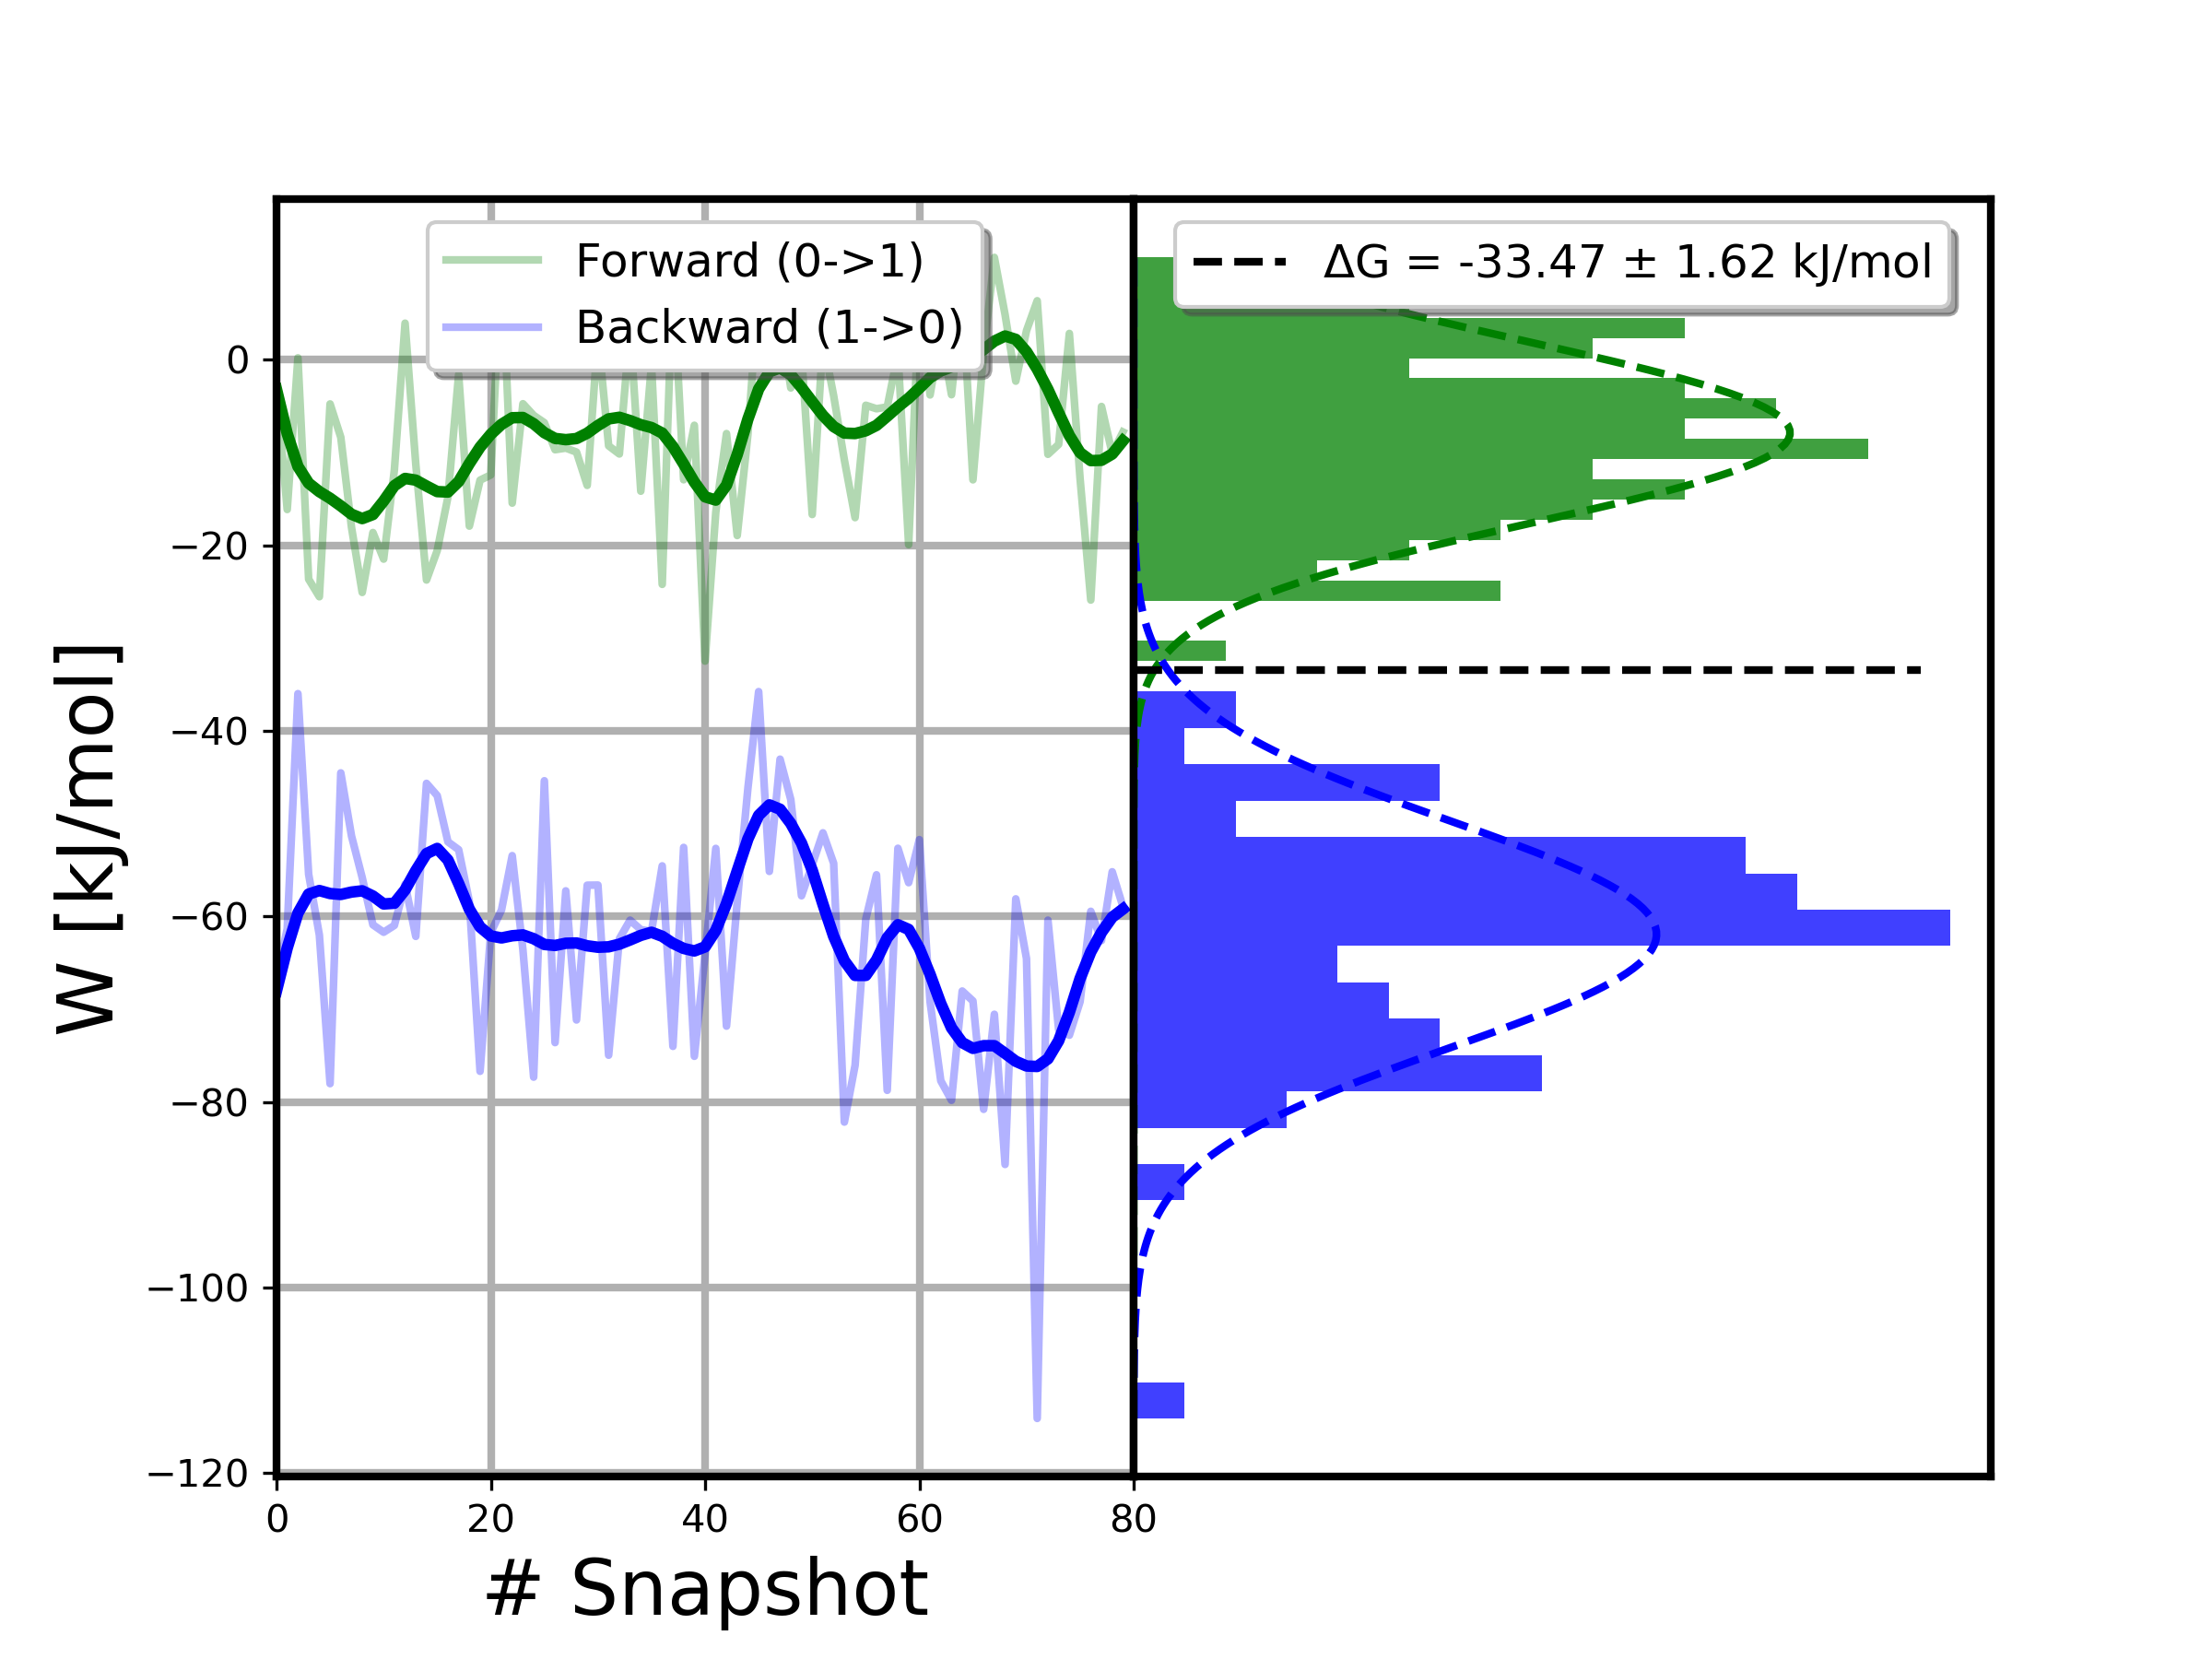 Forward (0->1)
Backward (1->0)
ΔG = -33.47 ± 1.62 kJ/mol
W [kJ/mol]
0
−20
−40
−60
−80
−100
−120
0 20 40 60 80
# Snapshot